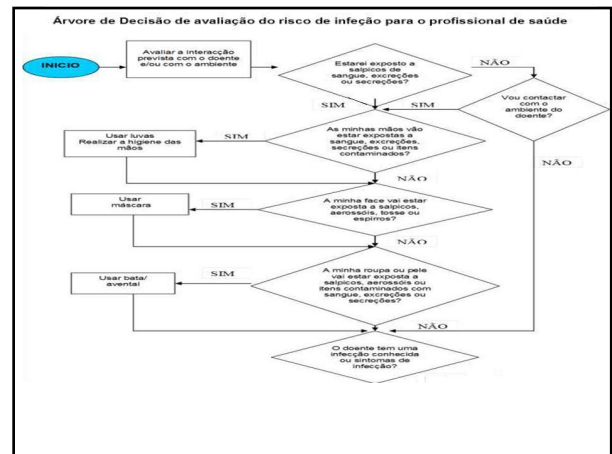 Árvore de Decisão de avaliação do risco de infeção para o profissional de saúde
INICIO
Avaliar a interacção
prevista com o doente
e/ou com o ambiente
Estarei exposto a
salpicos de
sangue, excreções
ou secreções?
NÃO
SIM
SIM
Vou contactar
com o
ambiente do
doente?
NÃO
Usar luvas
Realizar a higiene das
mãos
SIM
As minhas mãos vão
estar expostas a
sangue, excreções,
secreções ou itens
contaminados?
NÃO
Usar
máscara
SIM
A minha face vai estar
exposta a salpicos,
aerossóis, tosse ou
espirros?
NÃO
Usar bata/
avental
SIM
A minha roupa ou pele
vai estar exposta a
salpicos, aerossóis ou
itens contaminados com
sangue, excreções ou
secreções?
NÃO
O doente tem uma
infecção conhecida
ou sintomas de
infecção?